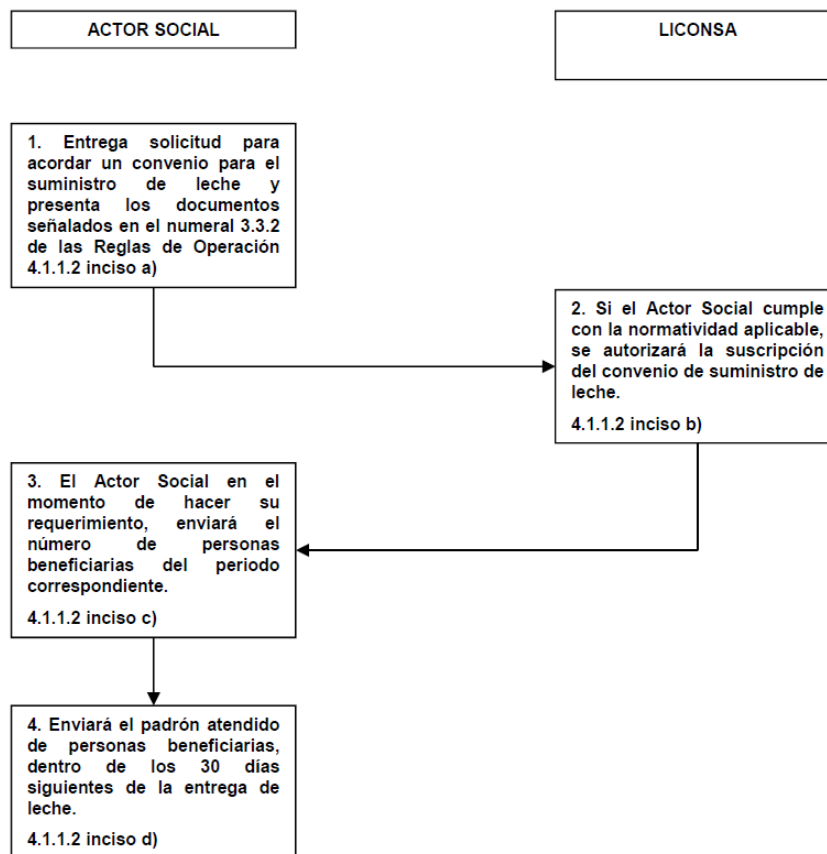 ACTOR SOCIAL
LICONSA
1. Entrega solicitud para
acordar un convenio para el
suministro de leche y
presenta los documentos
señalados en el numeral 3.3.2
de las Reglas de Operación
4.1.1.2 inciso a)
2. Si el Actor Social cumple
con la normatividad aplicable,
se autorizará la suscripción
del convenio de suministro de
leche.
4.1.1.2 inciso b)
3. El Actor Social en el
momento de hacer su
requerimiento, enviará el
número de personas
beneficiarias del periodo
correspondiente.
4.1.1.2 inciso c)
4. Enviará el padrón atendido
de personas beneficiarias,
dentro de los 30 días
siguientes de la entrega de
leche.
4.1.1.2 inciso d)